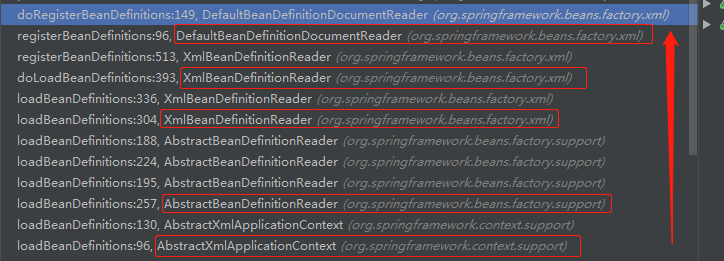 doRegisterBeanDefinitions:149, DefaultBeanDefinitionDocumentReader (org.springframework.beans.factory.xml)
registerBeanDefinitions:96, DefaultBeanDefinitionDocumentReader (org.springframework.beans.factory.xml)
registerBeanDefinitions:513, XmlBeanDefinitionReader (org.springframework.beans.factory.xml)
doLoadBeanDefinitions:393, XmlBeanDefinitionReader (org.springframework.beans.factory.xml)
loadBeanDefinitions:336, XmlBeanDefinitionReader (org.springframework.beans.factory.xml)
loadBeanDefinitions:304, XmlBeanDefinitionReader (org.springframework.beans.factory.xml)
loadBeanDefinitions:188, AbstractBeanDefinitionReader (org.springframework.beans.factory.support)
loadBeanDefinitions:224, AbstractBeanDefinitionReader (org.springframework.beans.factory.support)
loadBeanDefinitions:195, AbstractBeanDefinitionReader (org.springframework.beans.factory.support)
loadBeanDefinitions:257, AbstractBeanDefinitionReader (org.springframework.beans.factory.support)
loadBeanDefinitions:130, AbstractXmlApplicationContext (org.springframework.context.support)
loadBeanDefinitions:96, AbstractXmlApplicationContext (org.springframework.context.support)